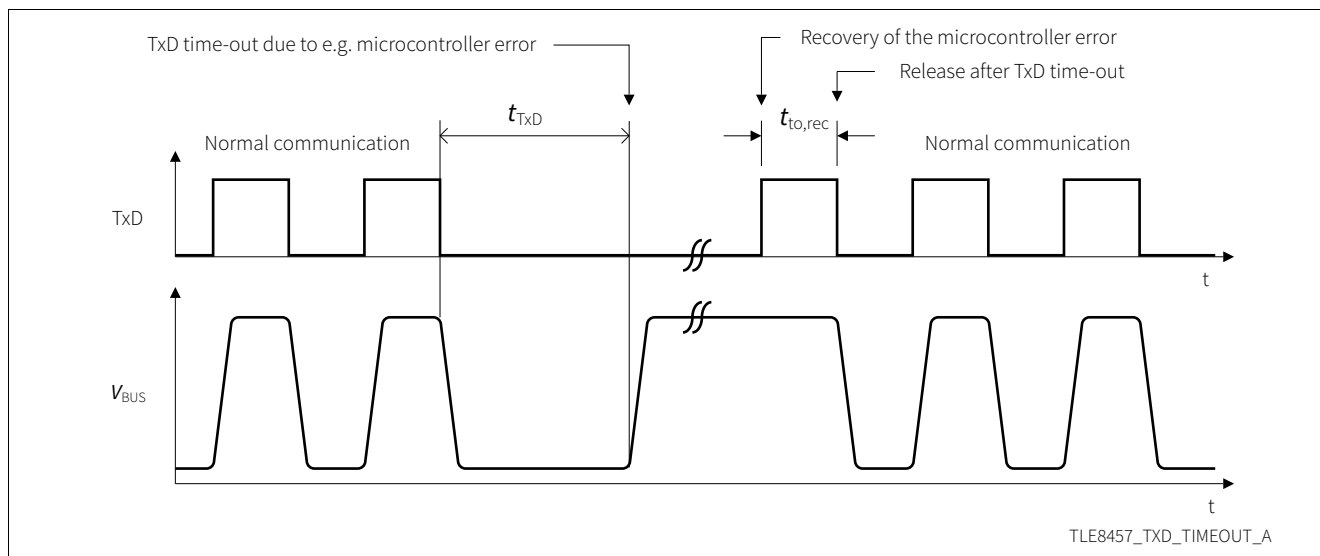 TxD time-out due to e.g. microcontroller error
Recovery of the microcontroller error
Release after TxD time-out
tTxD
tto,rec
Normal communication
Normal communication
TxD
t
VBUS
t
TLE8457_TXD_TIMEOUT_A